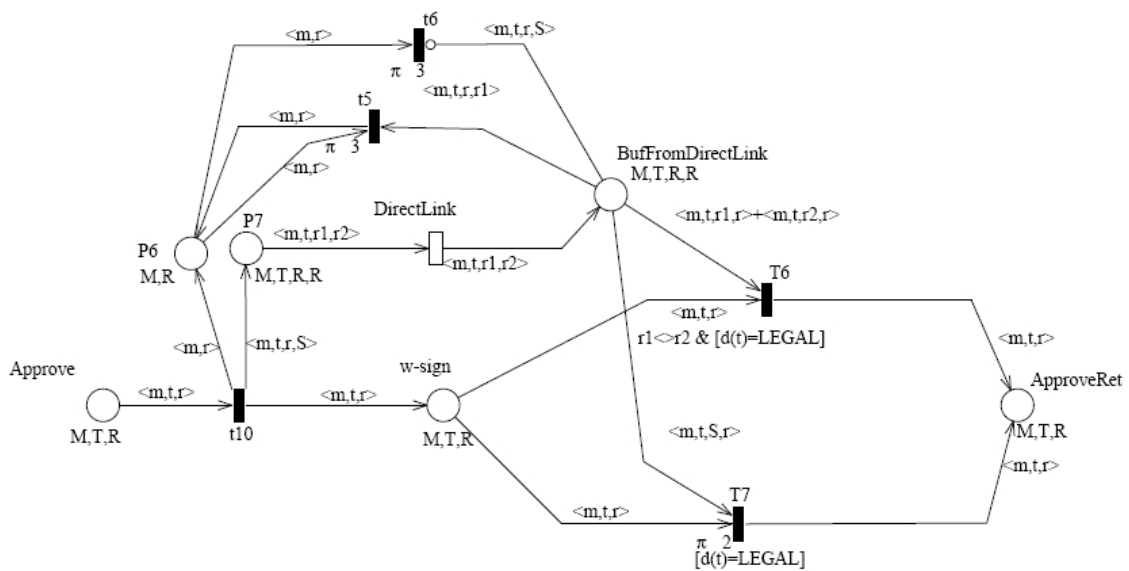 t6
<m,r>
<m,t,r,S>
π 3
<m,t,r,r1>
t5
<m,r>
π 3
<m,r>
BufFromDirectLink
M,T,R,R
DirectLink
P7
<m,t,r1,r2>
<m,t,r1,r>+<m,t,r2,r>
P6
M,R
M,T,R,R
<m,t,r1,r2>
T6
<m,t,r>
r1<>r2 & [d(t)=LEGAL]
<m,r>
<m,t,r,S>
<m,t,r>
Approve
w-sign
ApproveRet
<m,t,r>
<m,t,r>
M,T,R
t10
M,T,R
<m,t,S,r>
M,T,R
<m,t,r>
T7
<m,t,r>
π 2
[d(t)=LEGAL]